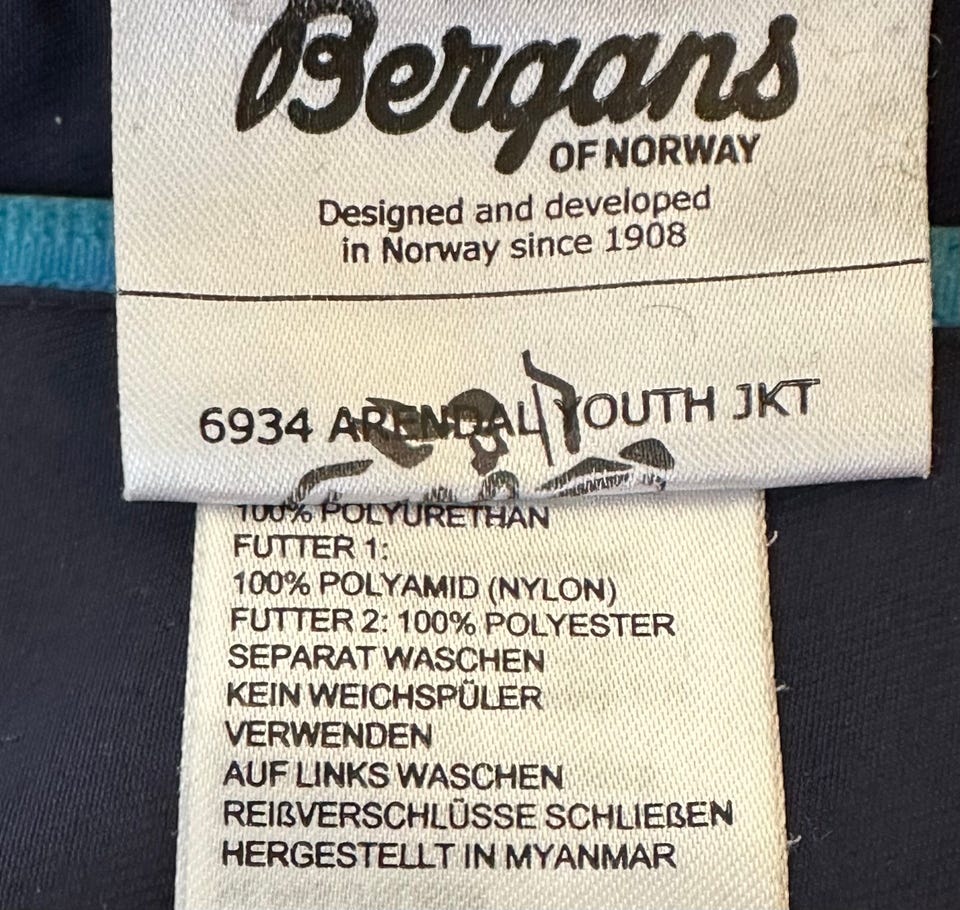 Bergans
OF NORWAY
Designed and developed
in Norway since 1908
6934 ARENDAL YOUTH JKT
100% POLYURETHAN
FUTTER 1:
100% POLYAMID (NYLON)
FUTTER 2: 100% POLYESTER
SEPARAT WASCHEN
KEIN WEICHSPÜLER
VERWENDEN
AUF LINKS WASCHEN
REIßVERSCHLÜSSE SCHLIEßEN
HERGESTELLT IN MYANMAR